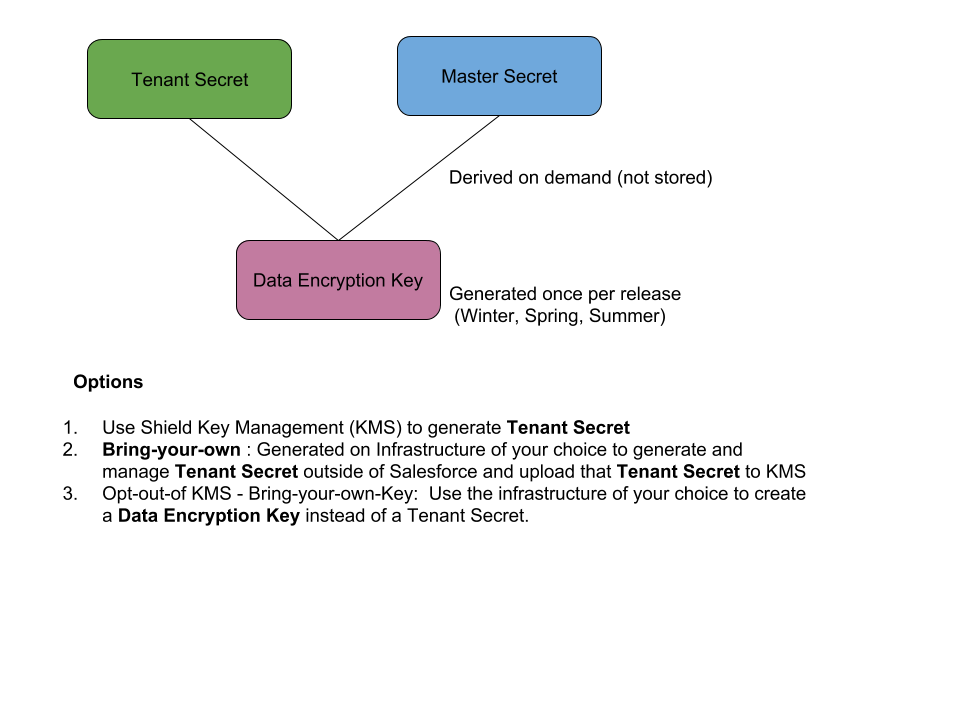 Tenant Secret
Master Secret
Derived on demand (not stored)
Data Encryption Key
Generated once per release
(Winter, Spring, Summer)
Options
1. Use Shield Key Management (KMS) to generate Tenant Secret
2. Bring-your-own : Generated on Infrastructure of your choice to generate and
manage Tenant Secret outside of Salesforce and upload that Tenant Secret to KMS
3. Opt-out-of KMS - Bring-your-own-Key:  Use the infrastructure of your choice to create
a Data Encryption Key instead of a Tenant Secret.